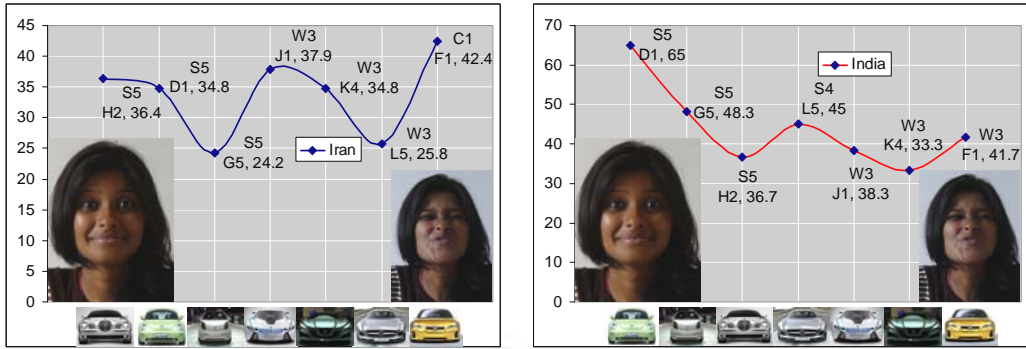 45
40
35
30
25
20
15
10
5
0
S5
H2, 36.4
S5
D1, 34.8
S5
G5, 24.2
W3
J1, 37.9
W3
K4, 34.8
W3
L5, 25.8
C1
F1, 42.4
Iran
70
60
50
40
30
20
10
0
S5
D1, 65
S5
G5, 48.3
S5
H2, 36.7
S4
L5, 45
W3
J1, 38.3
W3
K4, 33.3
W3
F1, 41.7
India